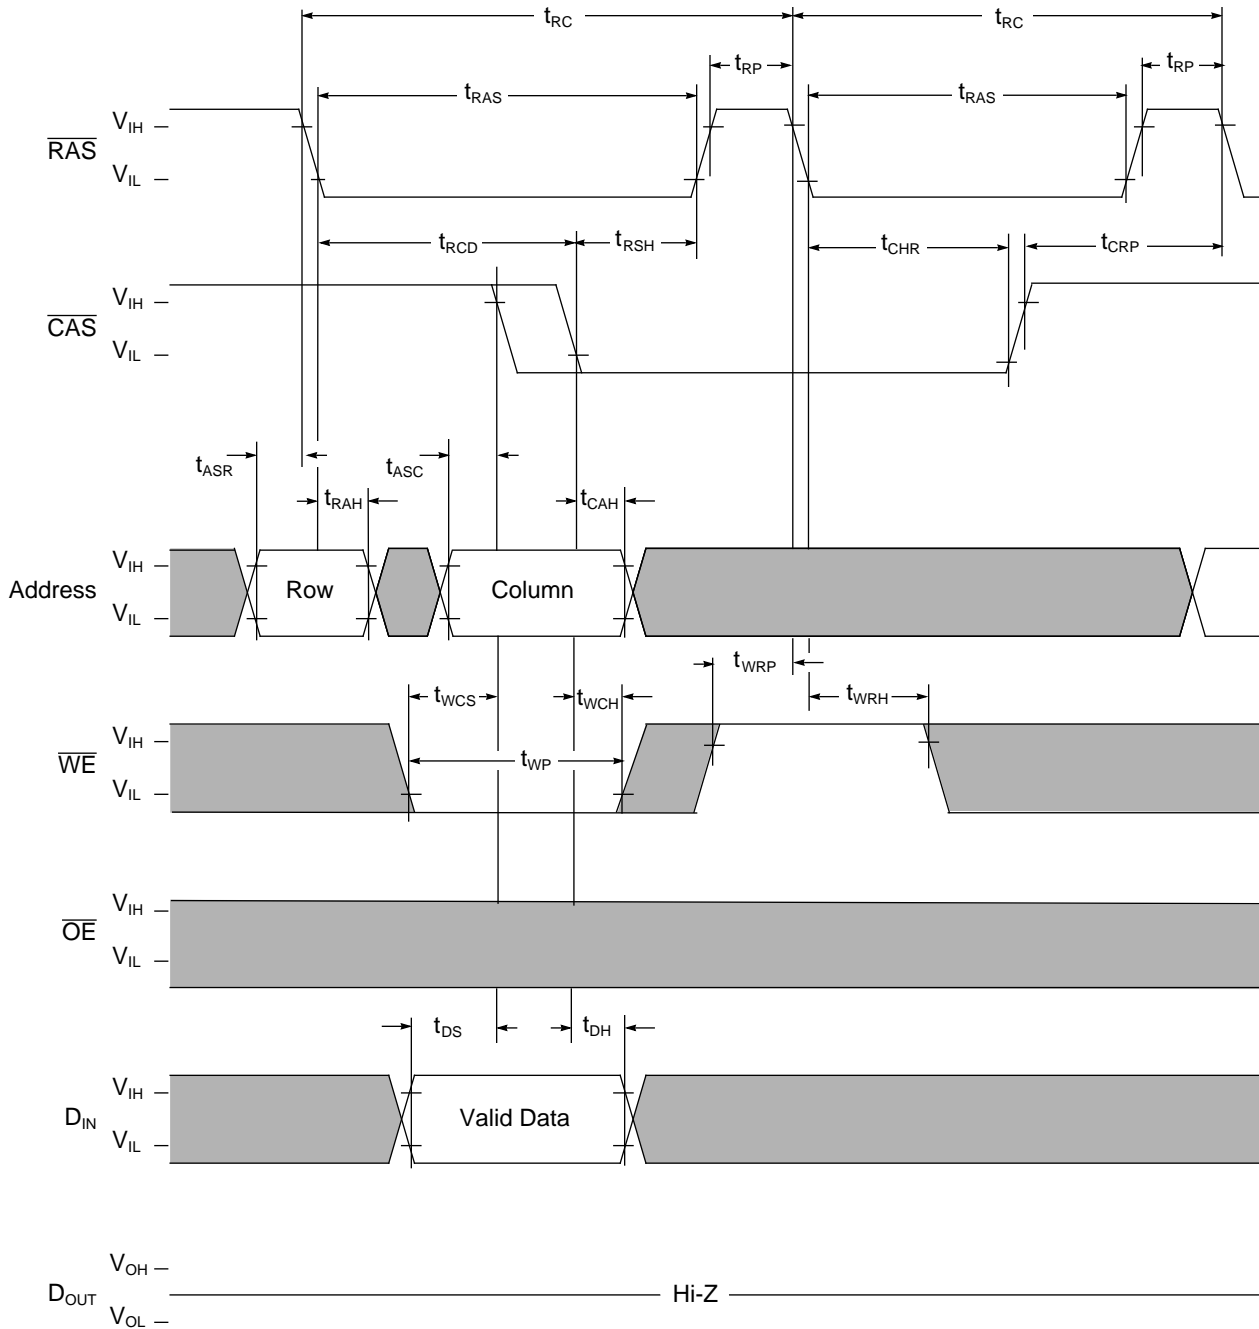 tRC tRC
tRP tRP
tRAS tRAS
VIH
RAS
VIL
tRCD tRSH tCHR tCRP
VIH
CAS
VIL
tASR tASC
tRAH tCAH
VIH
Address Row Column
VIL
tWRP
tWCS tWCH tWRH
VIH
WE tWP
VIL
VIH
OE
VIL
tDS tDH
VIH
DIN Valid Data
VIL
VOH
DOUT Hi-Z
VOL